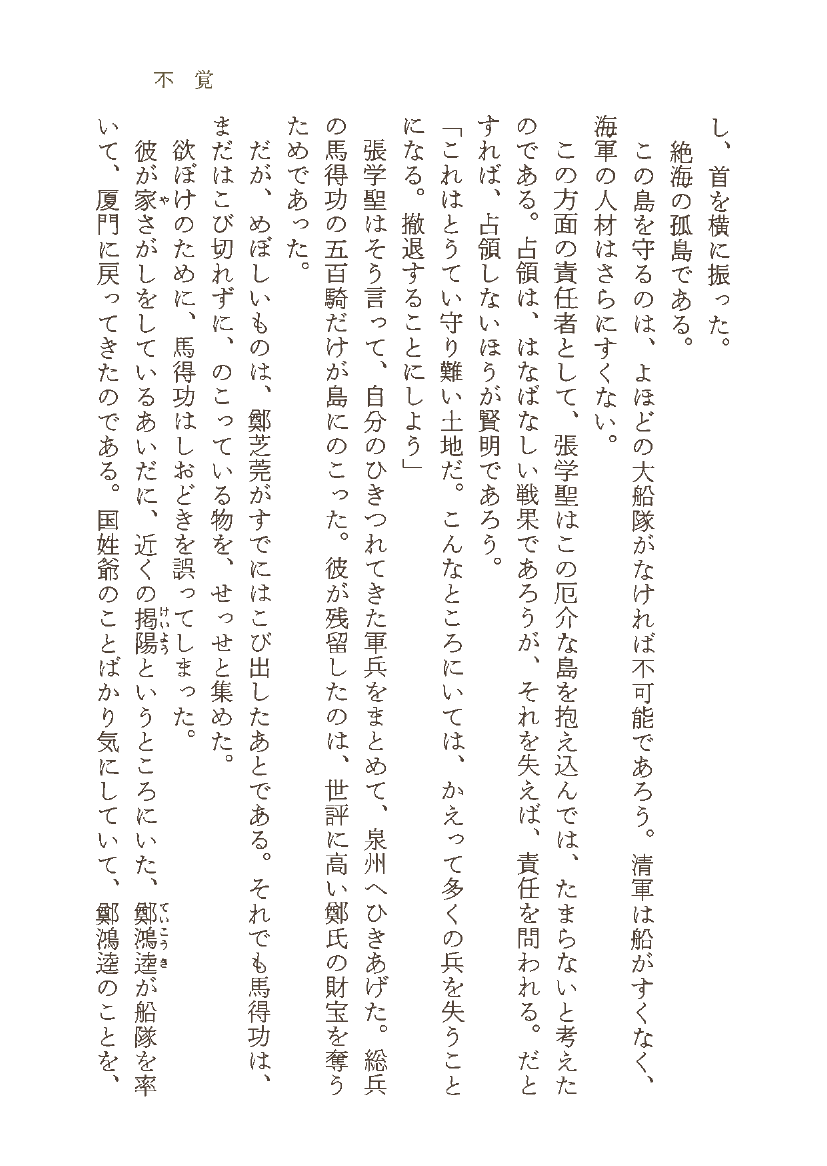 不覚
し、首を横に振った。
絶海の孤島である。
この島を守るのは、よほどの大船隊がなければ不可能であろう。清軍は船がすくなく、
海軍の人材はさらにすくない。
この方面の責任者として、張学聖はこの厄介な島を抱え込んでは、たまらないと考えた
のである。占領は、はなばなしい戦果であろうが、それを失えば、責任を問われる。だと
すれば、占領しないほうが賢明であろう。
「これはとうてい守り難い土地だ。こんなところにいては、かえって多くの兵を失うこと
になる。撤退することにしよう」
張学聖はそう言って、自分のひきつれてきた軍兵をまとめて、泉州へひきあげた。総兵
の馬得功の五百騎だけが島にのこった。彼が残留したのは、世評に高い鄭氏の財宝を奪う
ためであった。
だが、めぼしいものは、鄭芝莞がすでにはこび出したあとである。それでも馬得功は、
まだはこび切れずに、のこっている物を、せっせと集めた。
欲ぼけのために、馬得功はしおどきを誤ってしまった。
彼が家さがしをしているあいだに、近くの掲陽というところにいた、鄭鴻逵が船隊を率
いて、厦門に戻ってきたのである。国姓爺のことばかり気にしていて、鄭鴻逵のことを、